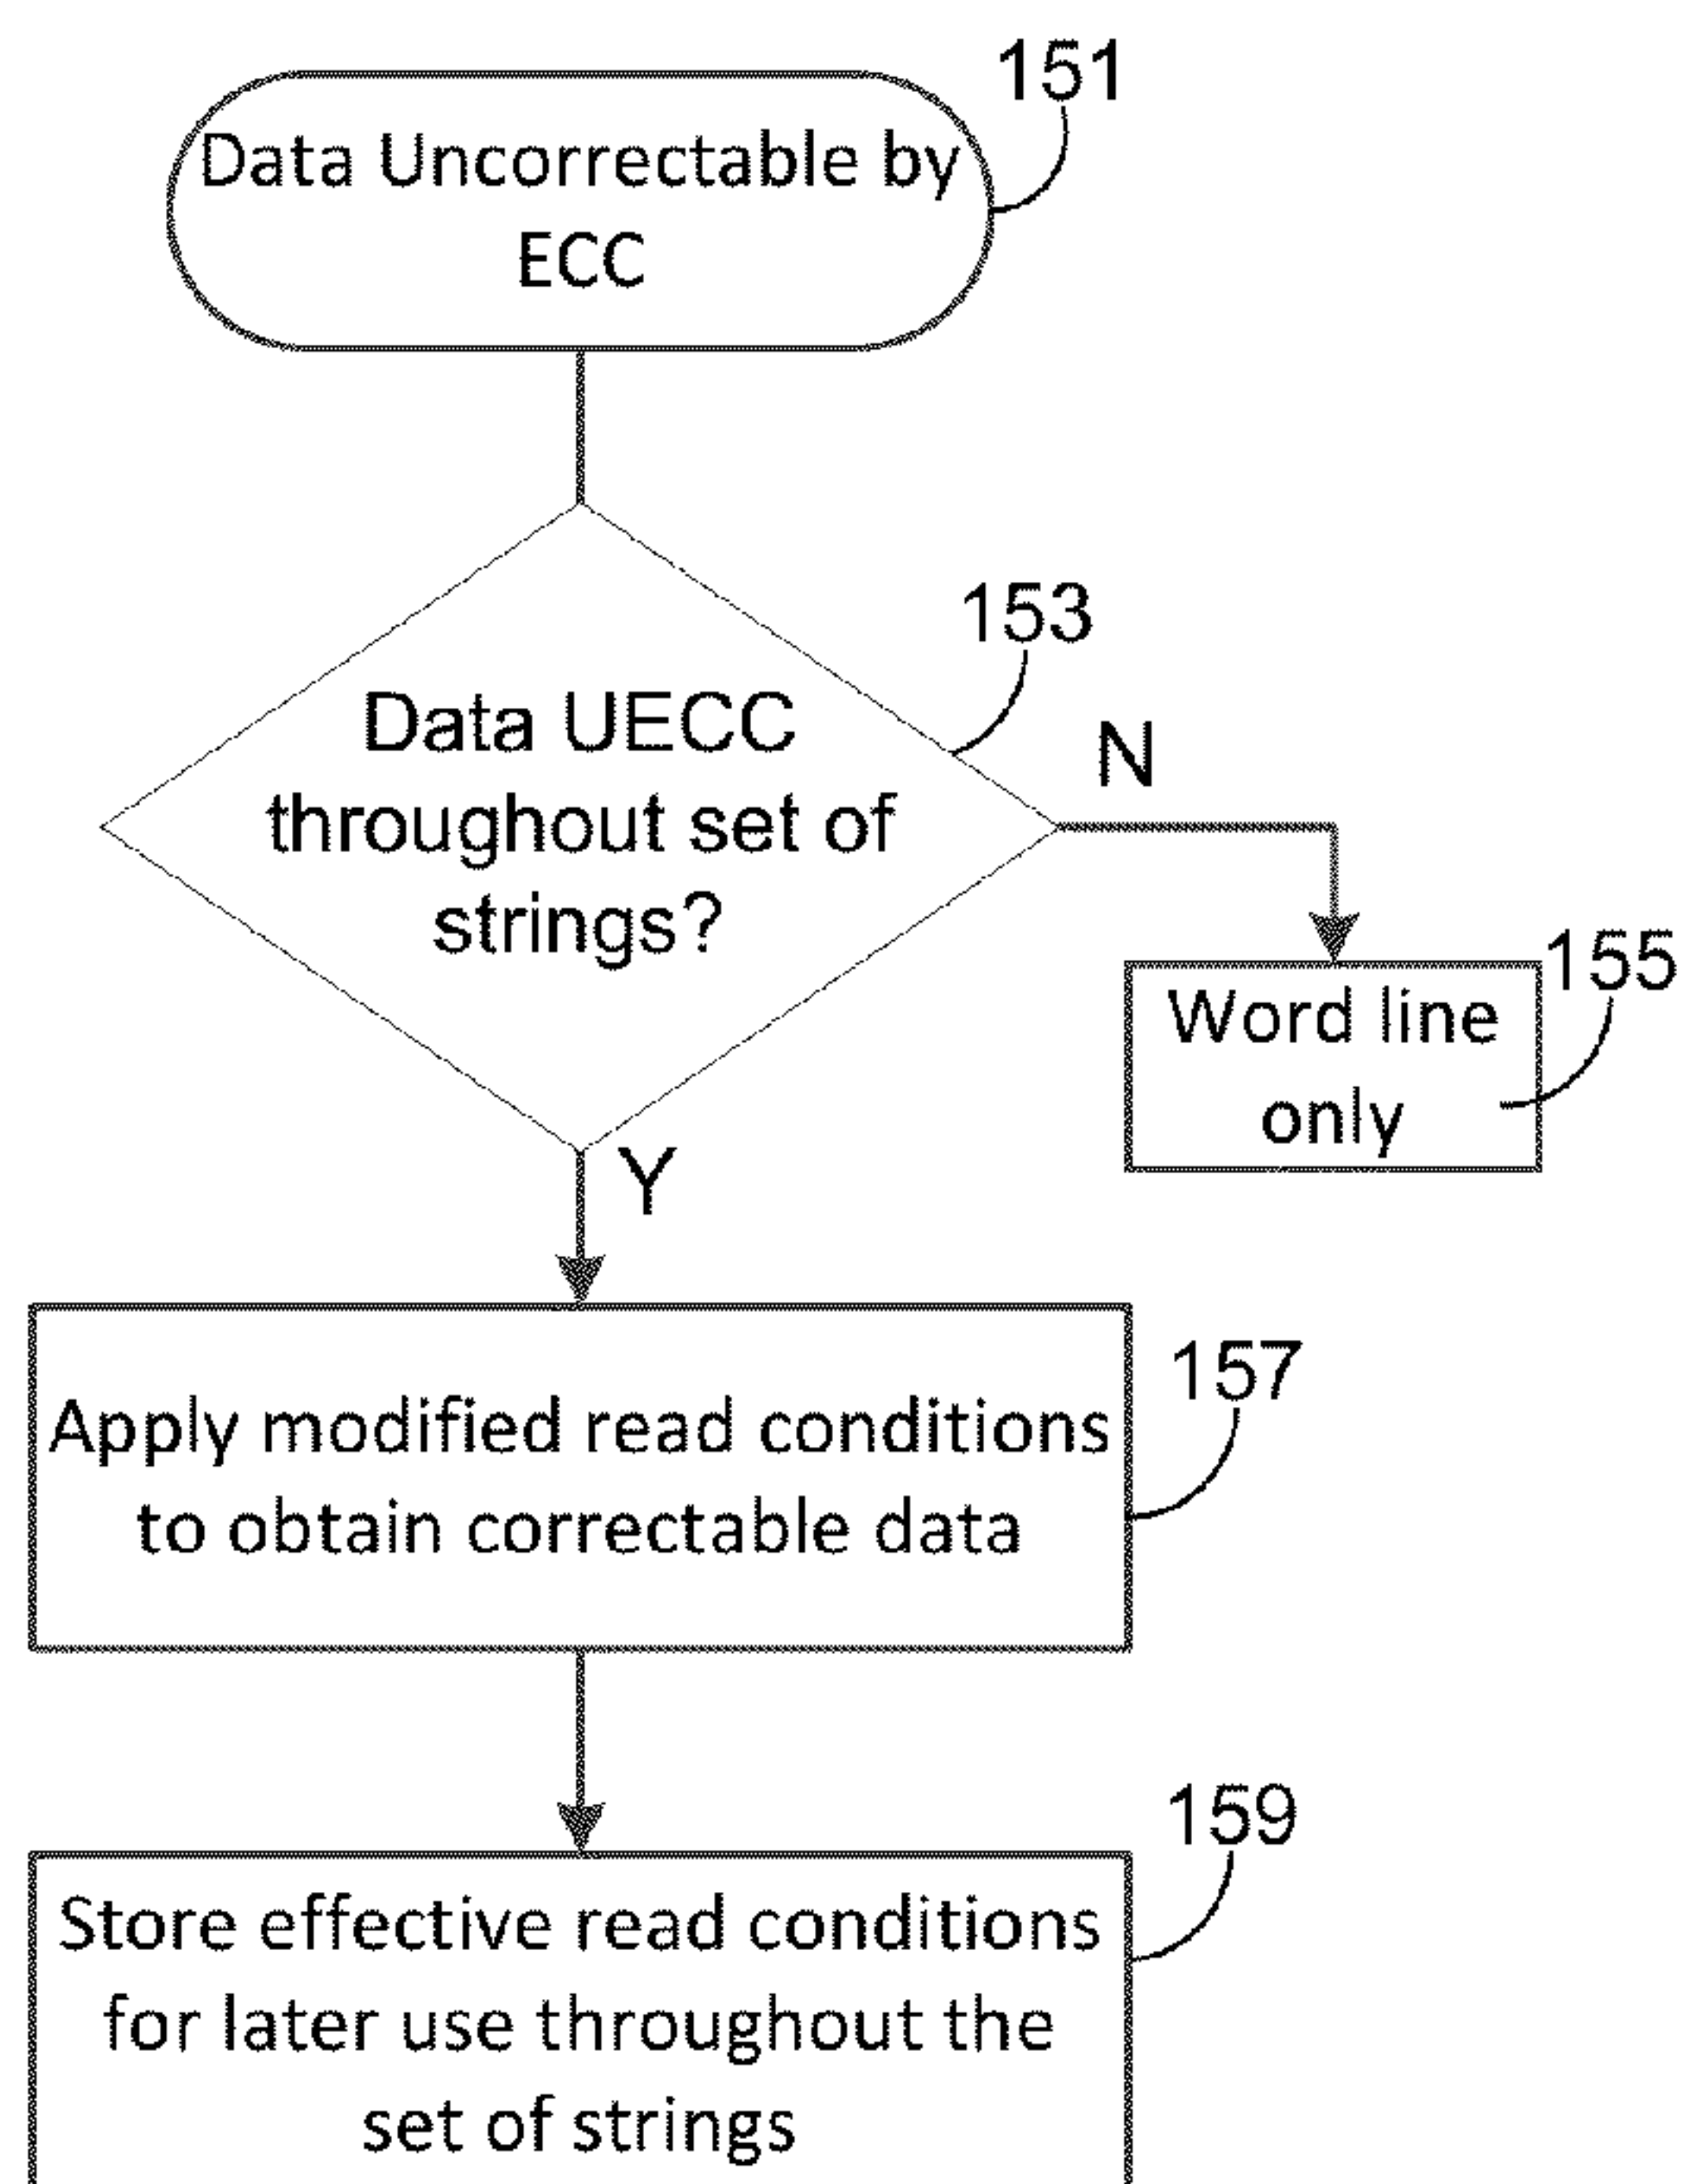 151
Data Uncorrectable by
ECC
153
Data UECC
throughout set of
strings?
N
155
Word line
only
Y
157
Apply modified read conditions
to obtain correctable data
159
Store effective read conditions
for later use throughout the
set of strings